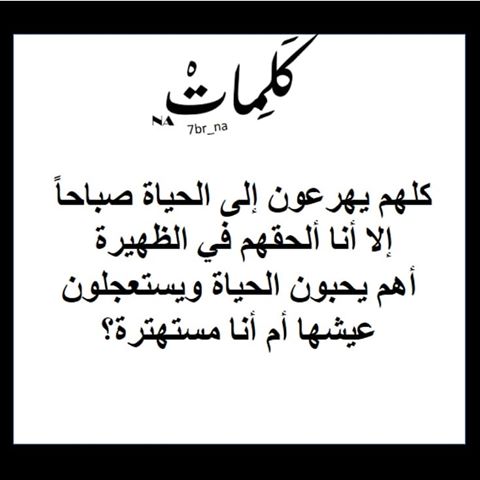 كَلِمات
NA
7br_na
كلهم يهرعون إلى الحياة صباحاً
إلا أنا ألحقهم في الظهيرة
أهم يحبون الحياة ويستعجلون
عيشها أم أنا مستهترة؟